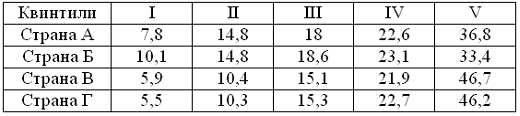 Квинтили I II III IV V
Страна А 7,8 14,8 18 22,6 36,8
Страна Б 10,1 14,8 18,6 23,1 33,4
Страна В 5,9 10,4 15,1 21,9 46,7
Страна Г 5,5 10,3 15,3 22,7 46,2